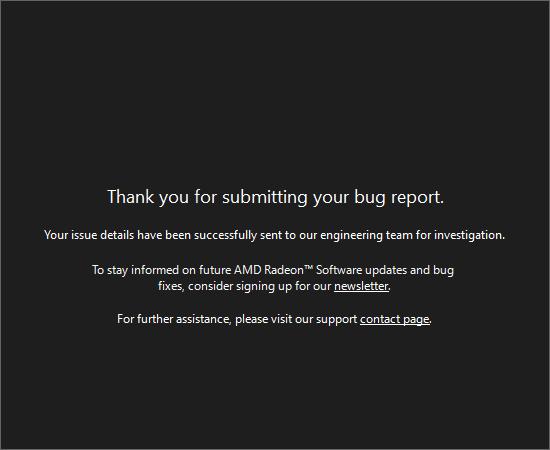 Thank you for submitting your bug report.
Your issue details have been successfully sent to our engineering team for investigation.
To stay informed on future AMD Radeon™ Software updates and bug
fixes, consider signing up for our newsletter.
For further assistance, please visit our support contact page.